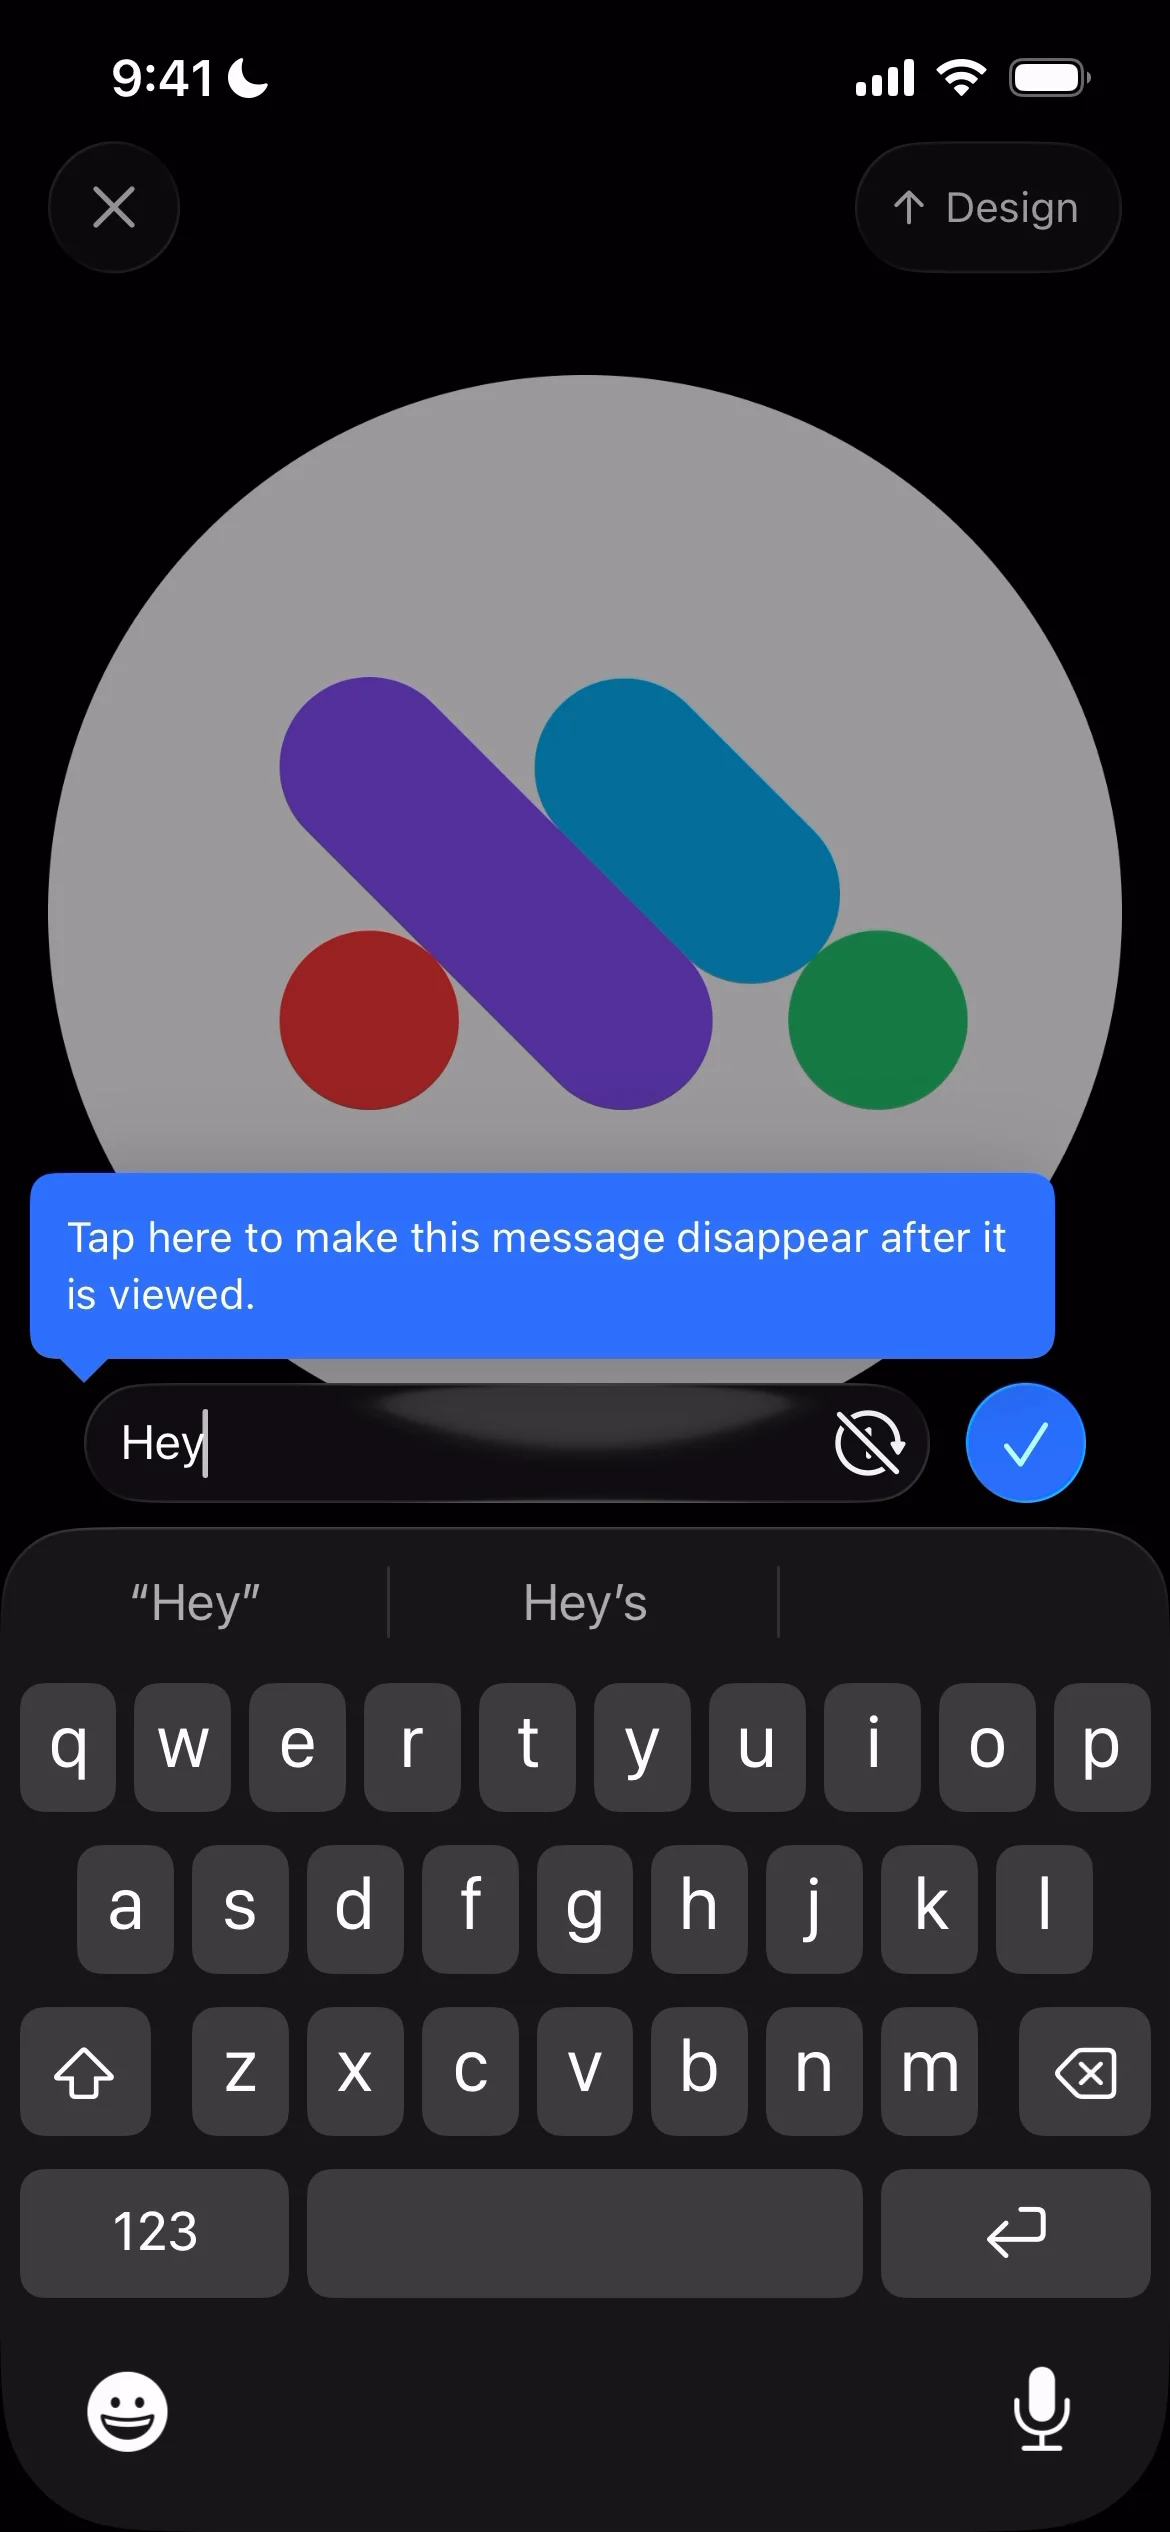 9:41
Design
Tap here to make this message disappear after it
is viewed.
Hey
“Hey” Hey’s
q w e r t y u i o p
a s d f g h j k l
z x c v b n m
123